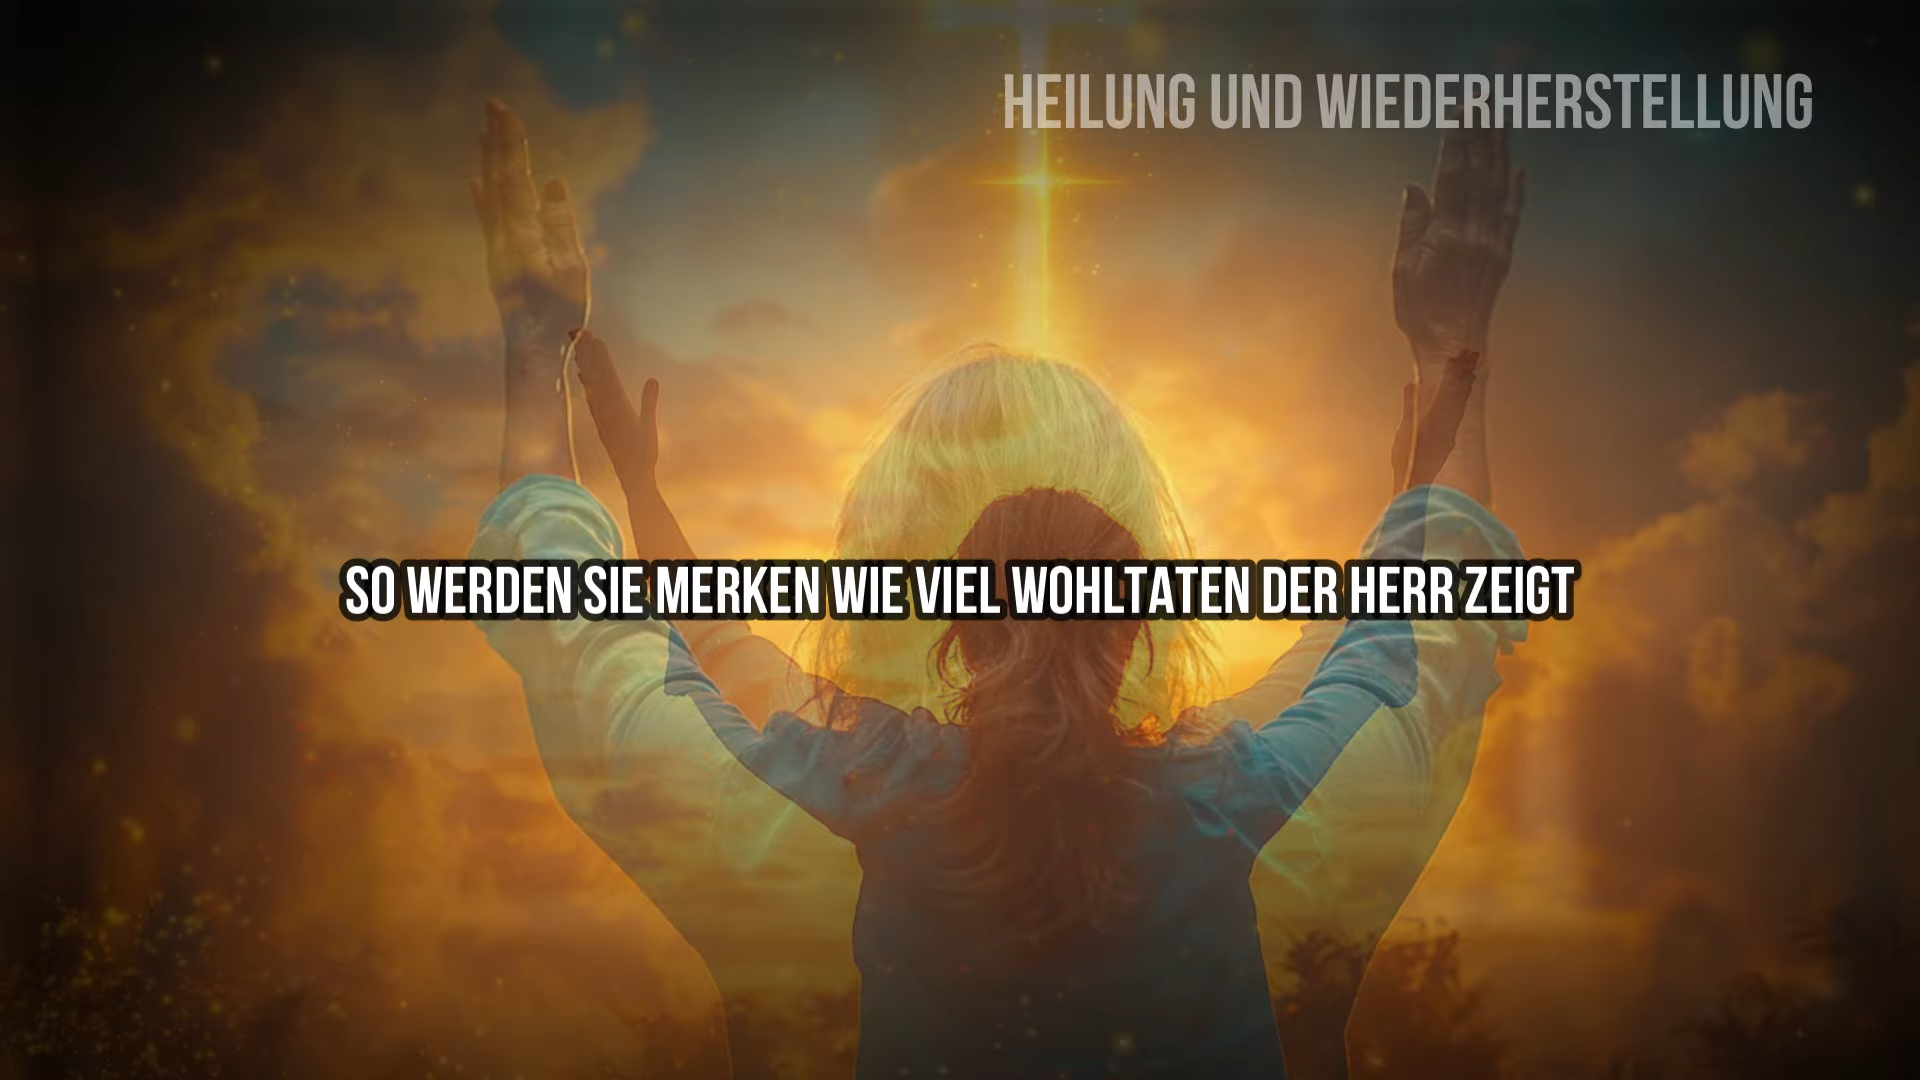 HEILUNG UND WIEDERHERSTELLUNG
SO WERDEN SIE MERKEN WIE VIEL WOHLTATEN DER HERR ZEIGT